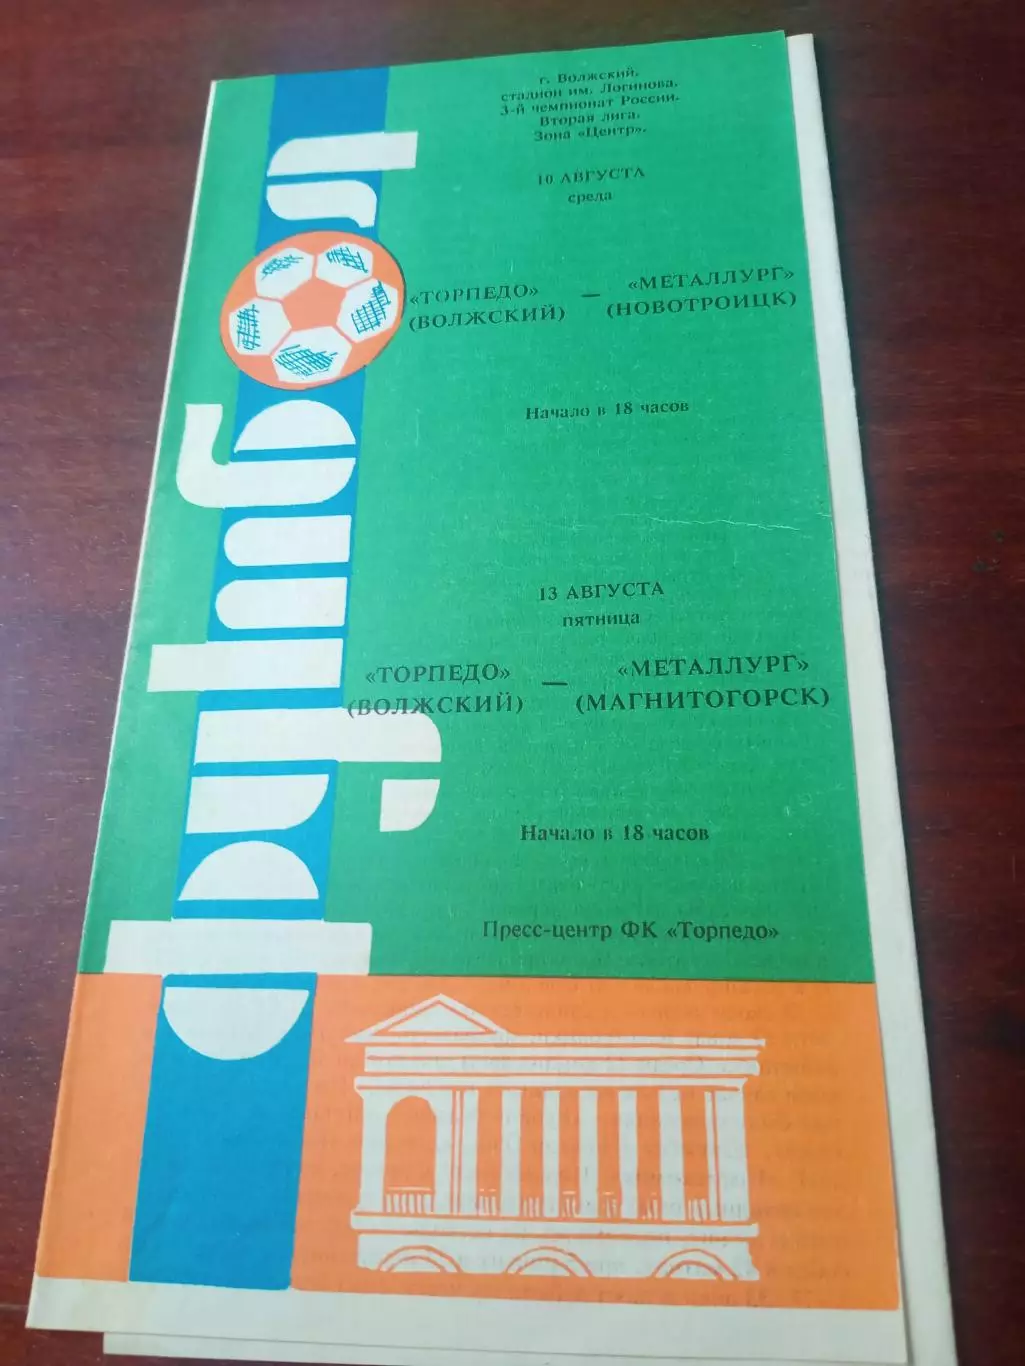 футбол
г. Волжский,
стадион им. Логинова.
3-й чемпионат России.
Вторая лига.
Зона «Центр».
10 АВГУСТА
среда
«ТОРПЕДО» — «МЕТАЛЛУРГ»
(ВОЛЖСКИЙ) (НОВОТРОИЦК)
Начало в 18 часов
13 АВГУСТА
пятница
«ТОРПЕДО» — «МЕТАЛЛУРГ»
(ВОЛЖСКИЙ) (МАГНИТОГОРСК)
Начало в 18 часов
Пресс-центр ФК «Торпедо»